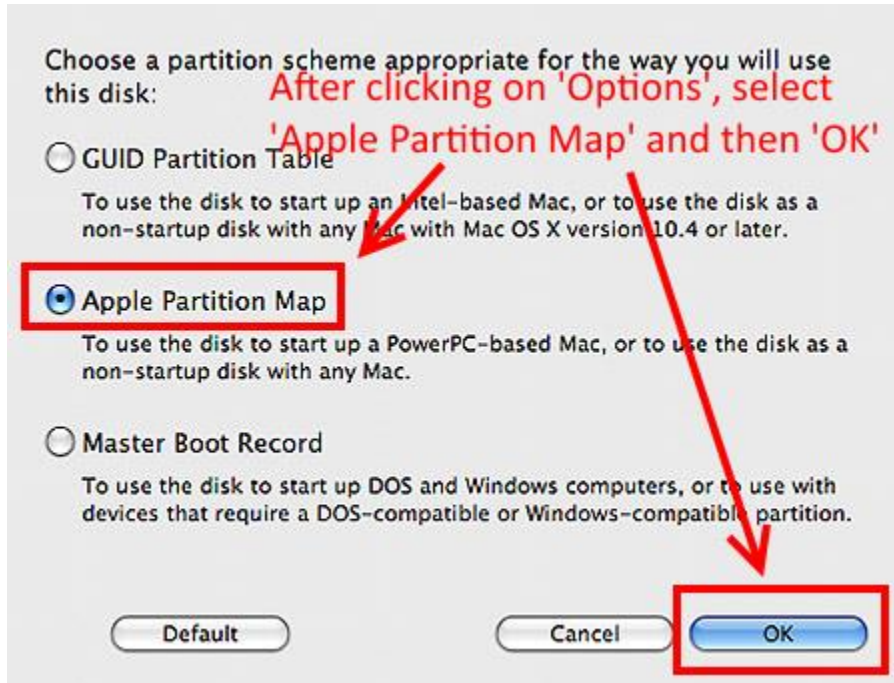 Choose a partition scheme appropriate for the way you will use
this disk:
After clicking on 'Options', select
'Apple Partition Map' and then 'OK'
GUID Partition Table
To use the disk to start up an Intel-based Mac, or to use the disk as a
non-startup disk with any Mac with Mac OS X version 10.4 or later.
Apple Partition Map
To use the disk to start up a PowerPC-based Mac, or to use the disk as a
non-startup disk with any Mac.
Master Boot Record
To use the disk to start up DOS and Windows computers, or to use with
devices that require a DOS-compatible or Windows-compatible partition.
Default Cancel OK